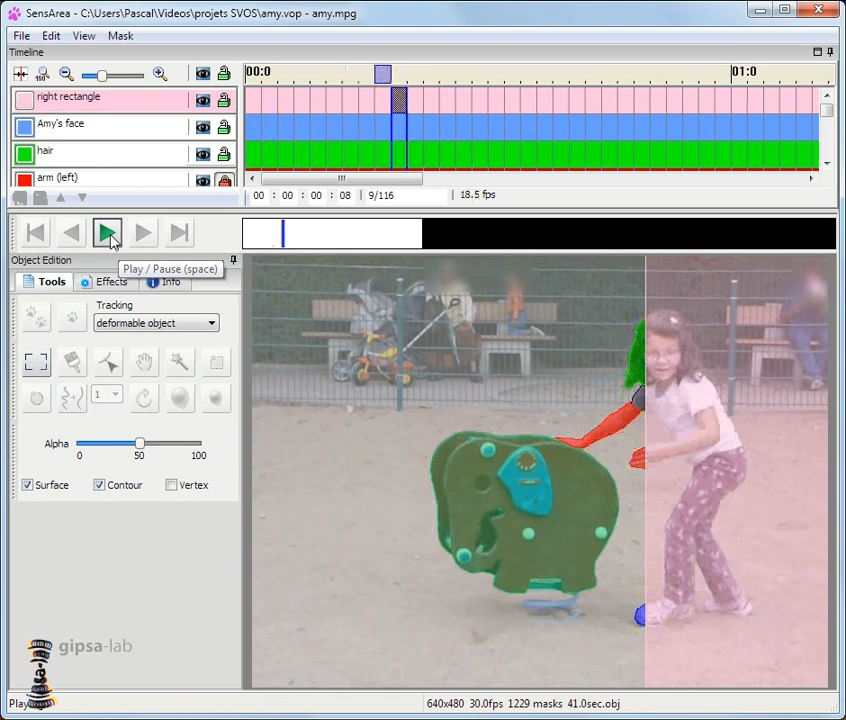 SensArea - C:\Users\Pascal\Videos\projets SVOS\amy.vop - amy.mpg
File Edit View Mask
Timeline
00:0 01:0
right rectangle
Amy's face
hair
arm (left)
00 : 00 : 00 : 08 9/116 18.5 fps
Object Edition
Play / Pause (space)
Tools Effects Info
Tracking
deformable object
1
Alpha
0 50 100
Surface Contour Vertex
gipsa-lab
640x480 30.0fps 1229 masks 41.0sec.obj